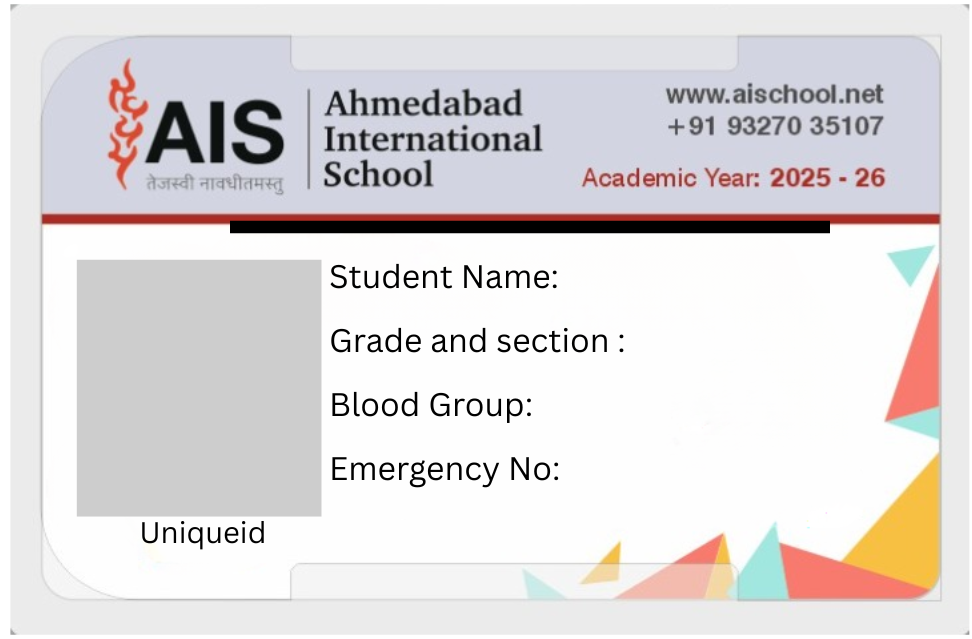 AIS
तेजस्वी नावधीतमस्तु
Ahmedabad
International
School
www.aischool.net
+91 93270 35107
Academic Year: 2025 - 26
Student Name:
Grade and section :
Blood Group:
Emergency No:
Uniqueid